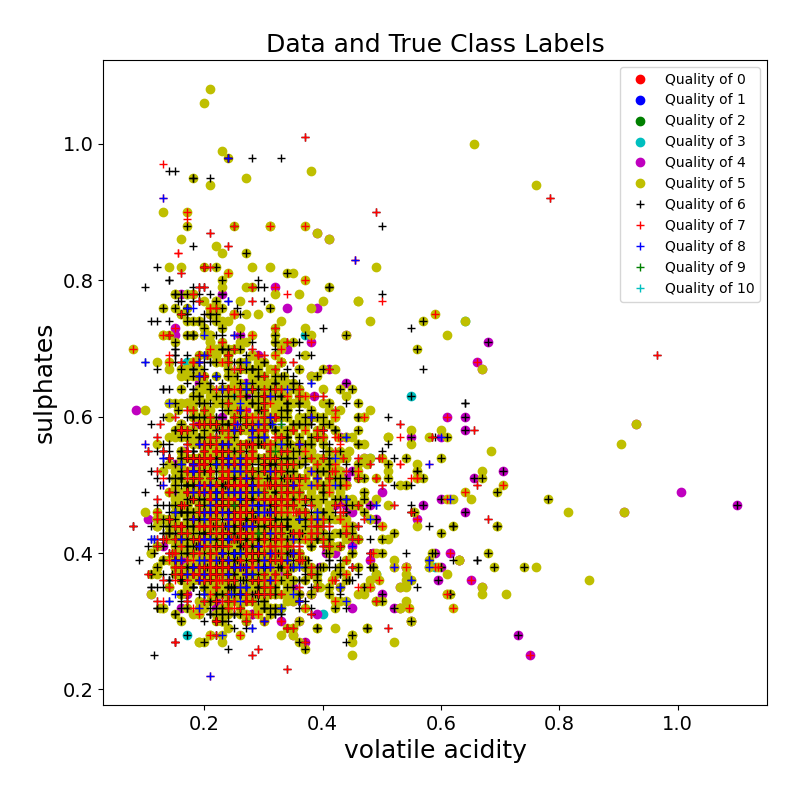 Data and True Class Labels
Quality of 0
Quality of 1
Quality of 2
Quality of 3
Quality of 4
Quality of 5
Quality of 6
Quality of 7
Quality of 8
Quality of 9
Quality of 10
sulphates
1.0
0.8
0.6
0.4
0.2
0.2 0.4 0.6 0.8 1.0
volatile acidity